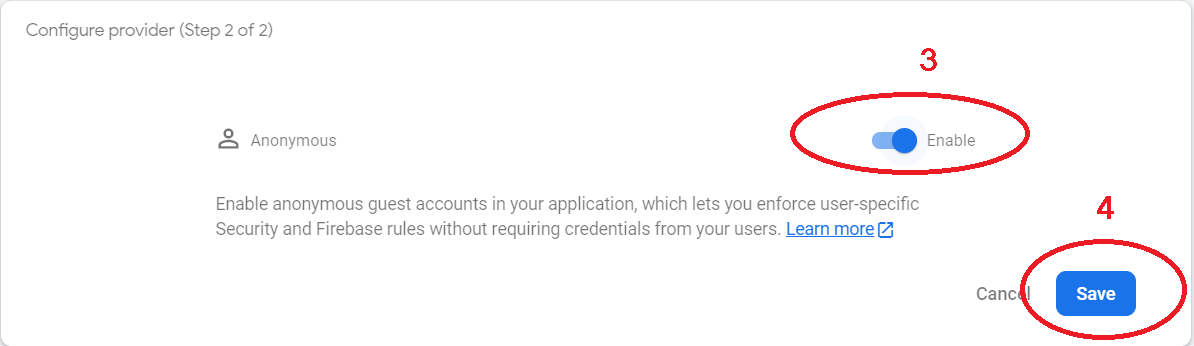 Configure provider (Step 2 of 2)
3
Anonymous
Enable
Enable anonymous guest accounts in your application, which lets you enforce user-specific
Security and Firebase rules without requiring credentials from your users. Learn more
4
Cancel
Save